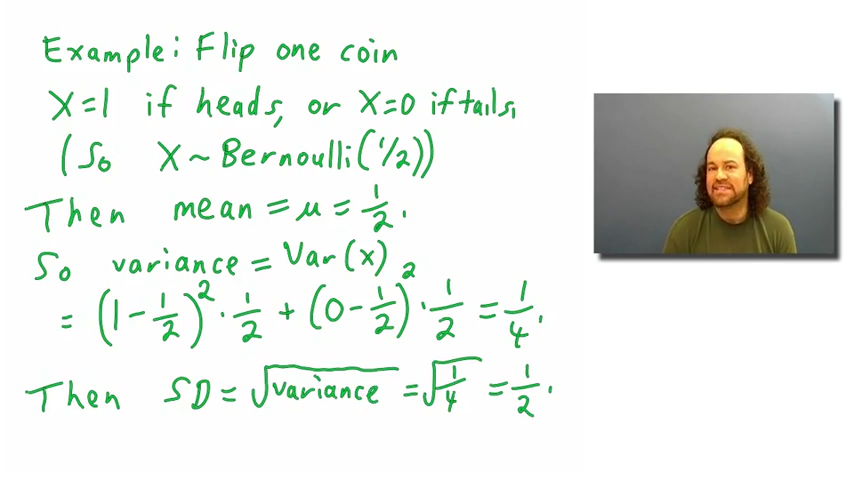 Example: Flip one coin
X=1 if heads, or X=0 if tails.
(So X ~ Bernoulli(1/2))
Then mean = μ = 1/2.
So variance = Var(X)
= (1 - 1/2)² · 1/2 + (0 - 1/2)² · 1/2 = 1/4.
Then SD = √variance = √1/4 = 1/2.